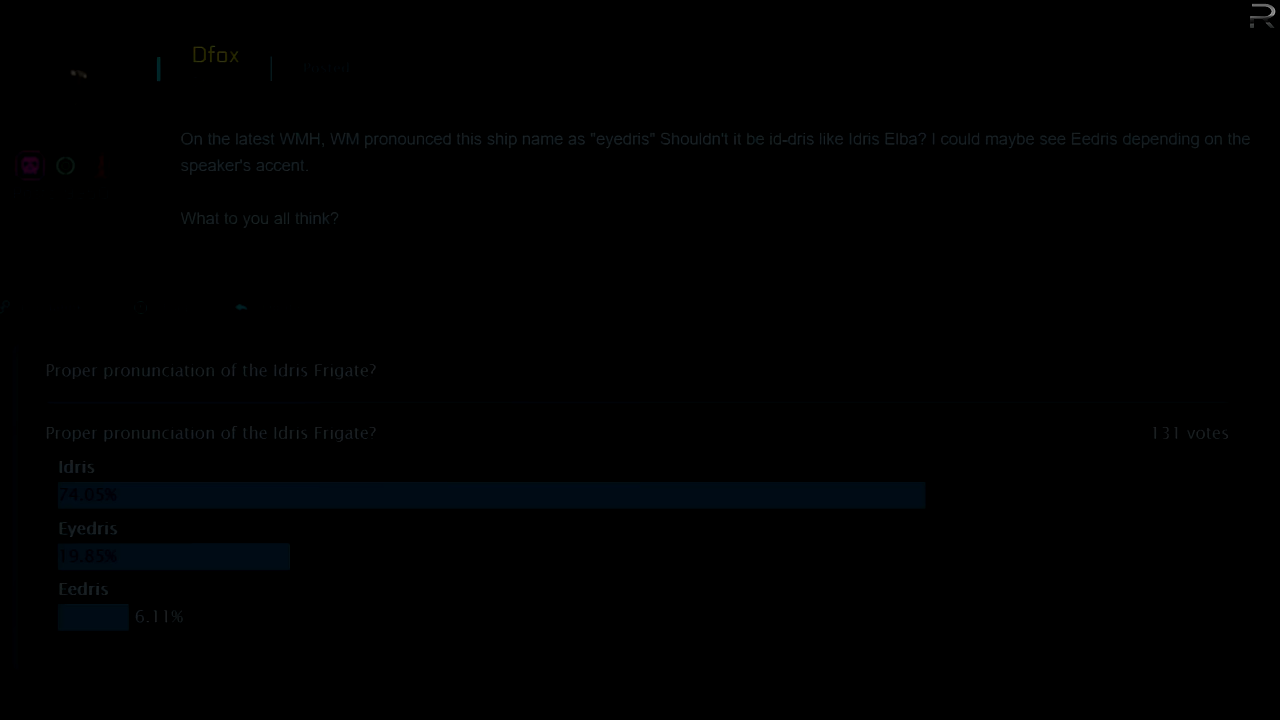 Dfox
On the latest WMH, WM pronounced this ship name as "eyedris" Shouldn't it be id-dris like Idris Elba? I could maybe see Eedris depending on the
speaker's accent.
What to you all think?
Proper pronunciation of the Idris Frigate?
Proper pronunciation of the Idris Frigate?
131 votes
Idris
74.05%
Eyedris
19.85%
Eedris
6.11%